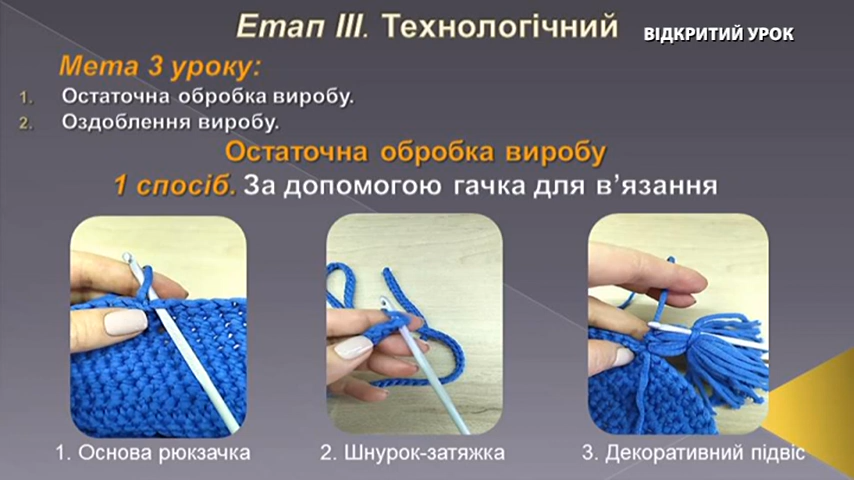 Етап ІІІ. Технологічний
ВІДКРИТИЙ УРОК
Мета 3 уроку:
1. Остаточна обробка виробу.
2. Оздоблення виробу.
Остаточна обробка виробу
1 спосіб. За допомогою гачка для в’язання
1. Основа рюкзачка
2. Шнурок-затяжка
3. Декоративний підвіс